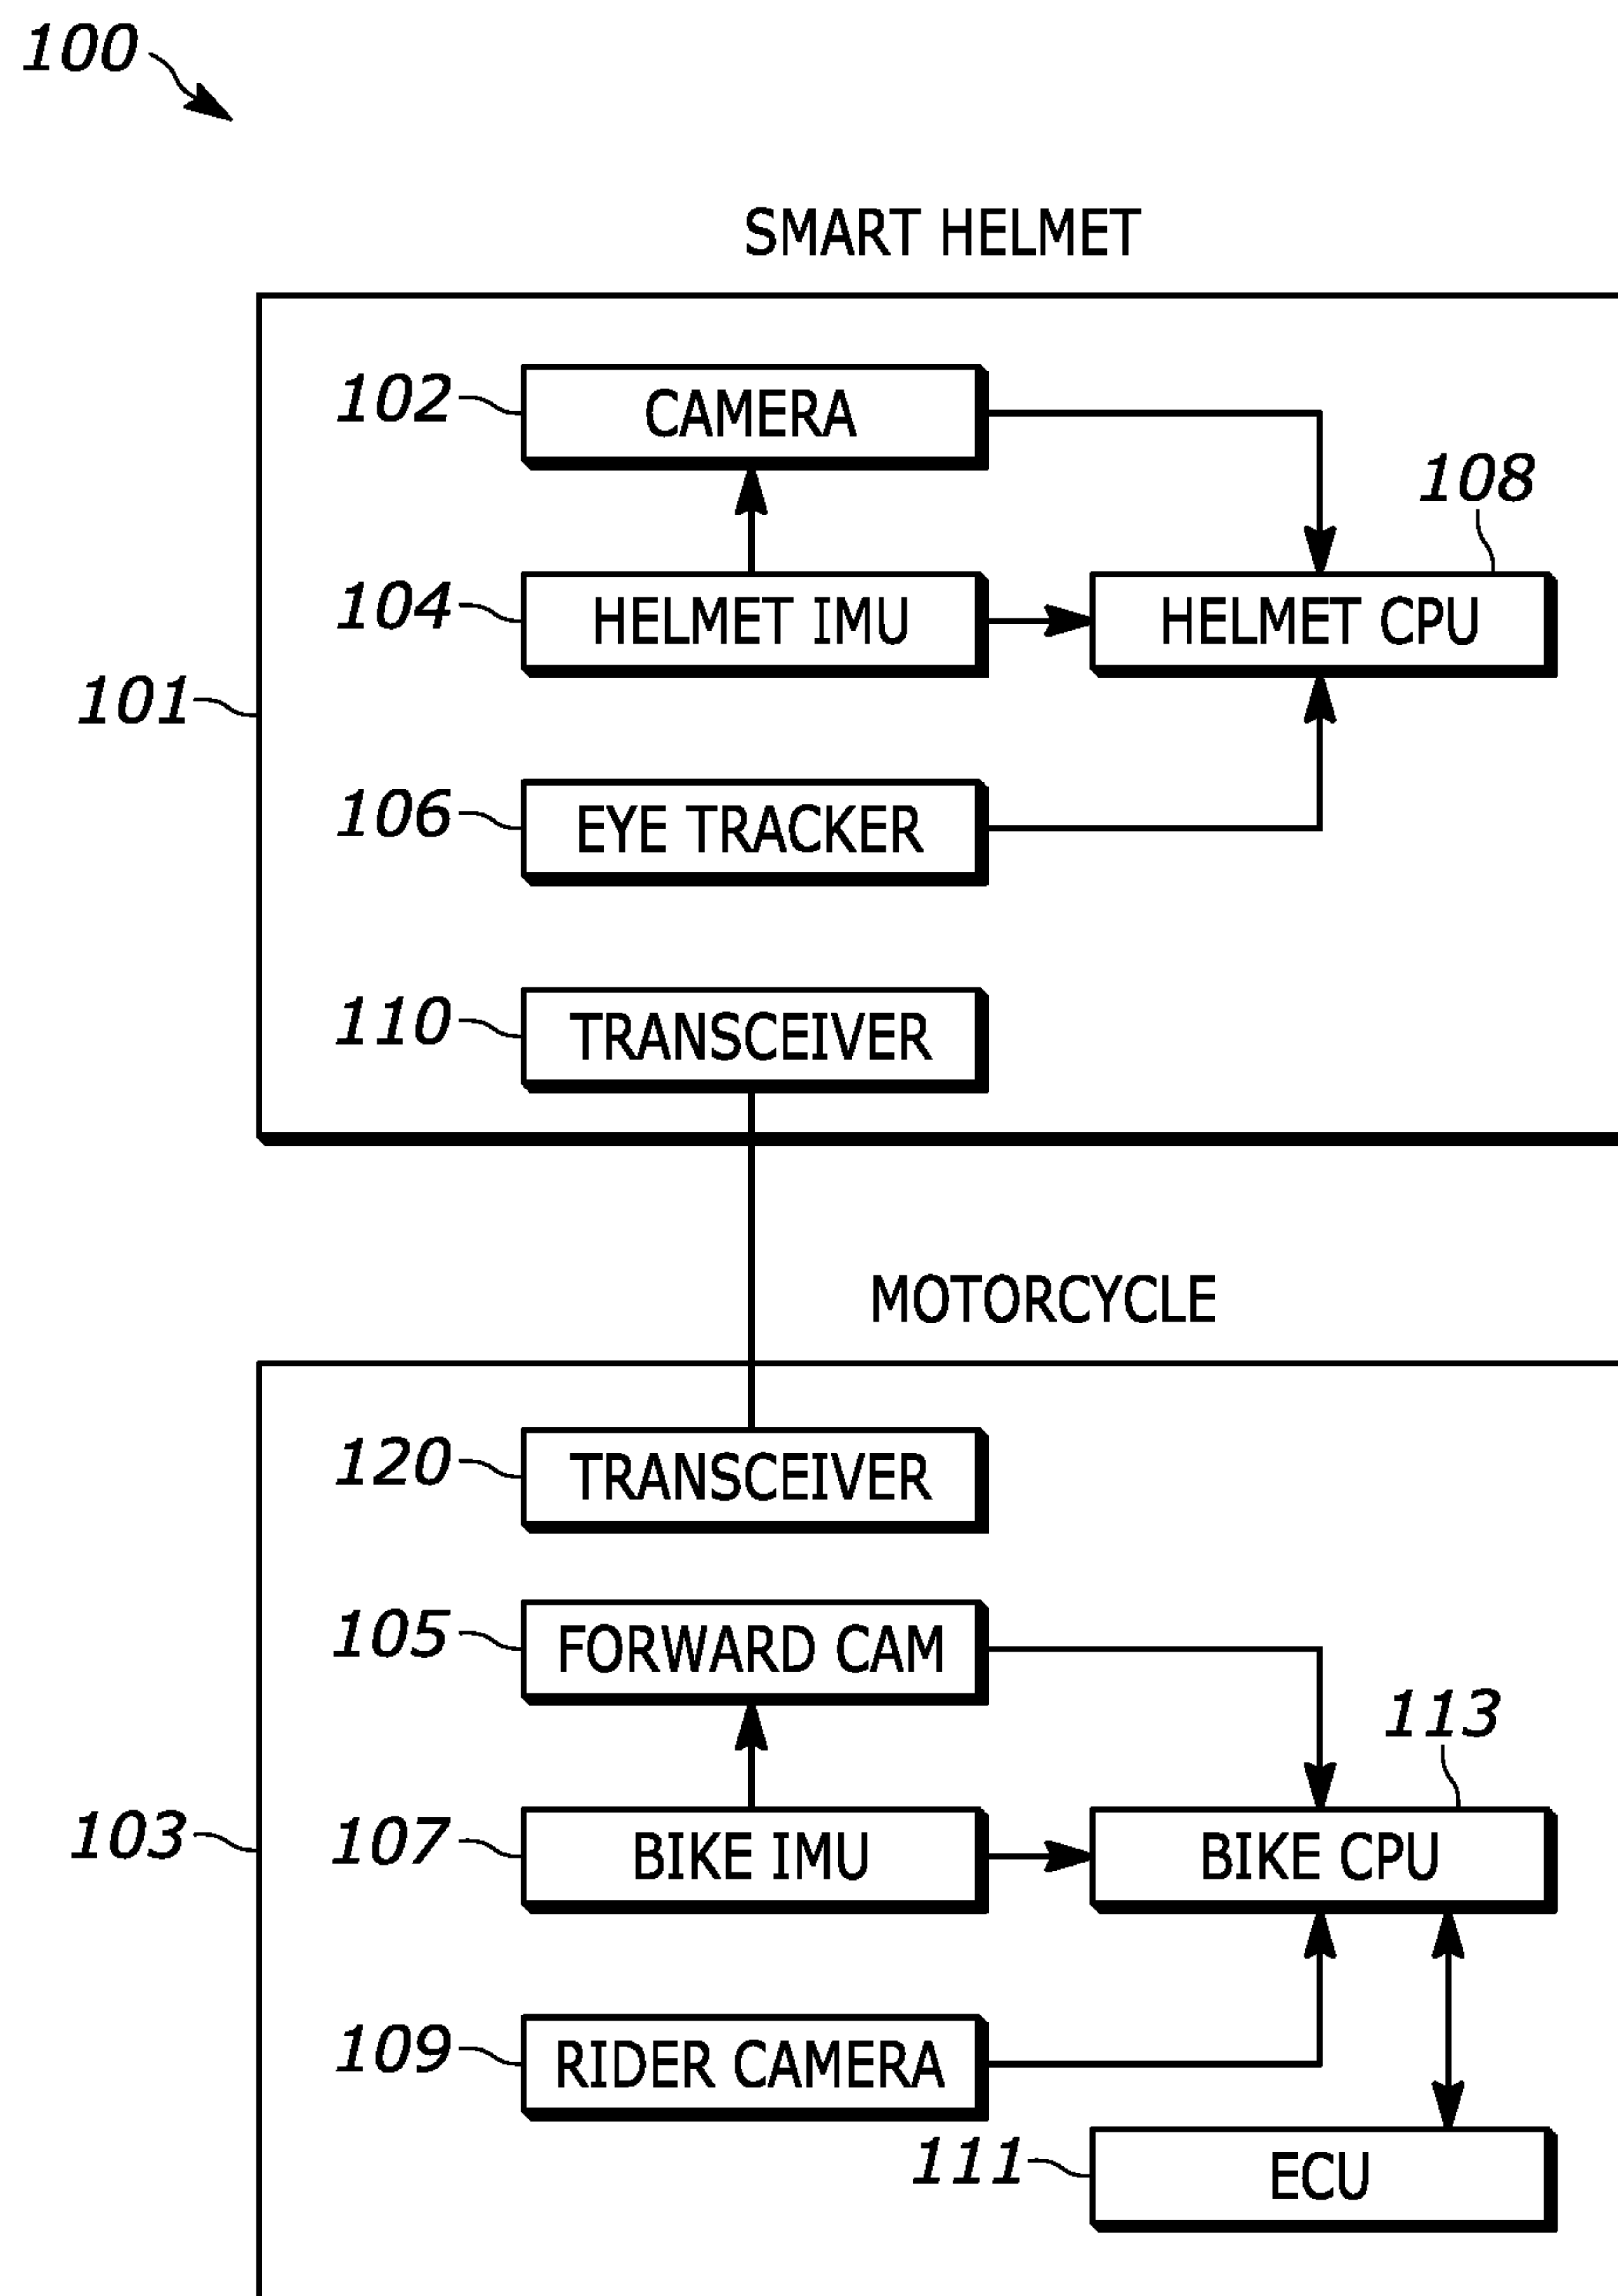 100
SMART HELMET
102
CAMERA
108
104
HELMET IMU
HELMET CPU
101
106
EYE TRACKER
110
TRANSCEIVER
MOTORCYCLE
120
TRANSCEIVER
105
FORWARD CAM
113
103
107
BIKE IMU
BIKE CPU
109
RIDER CAMERA
111
ECU